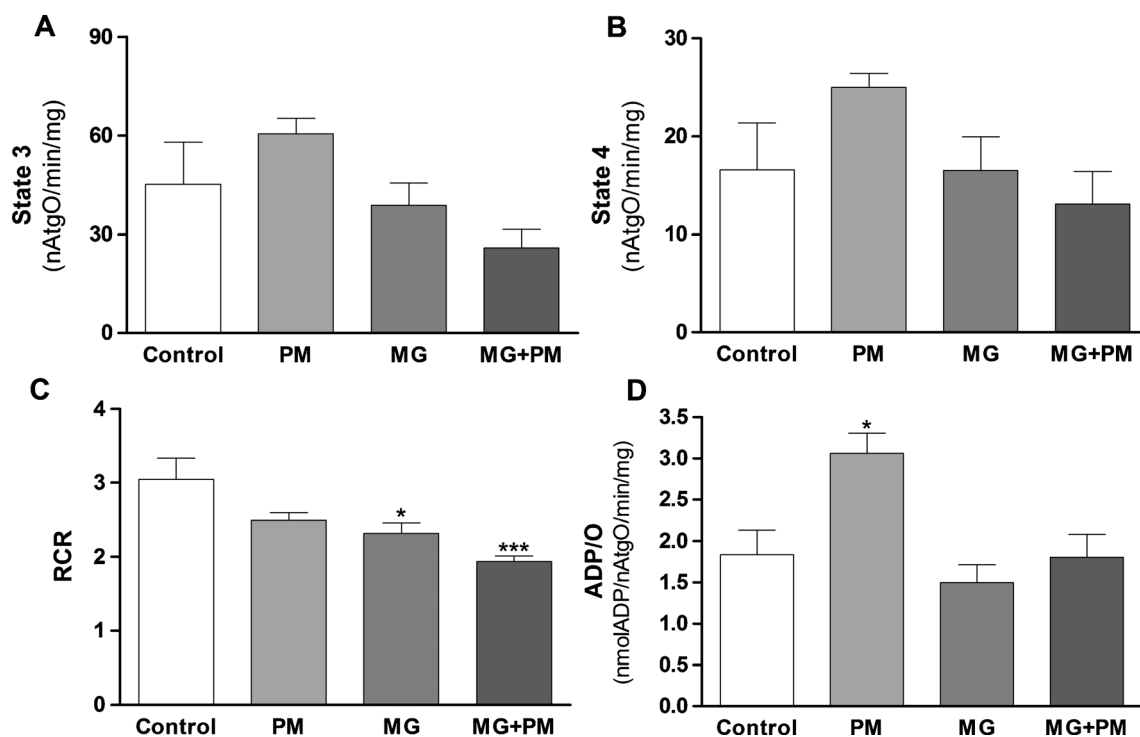 A
State 3
(nAtgO/min/mg)
90
60
30
0
Control PM MG MG+PM
B
State 4
(nAtgO/min/mg)
30
20
10
0
Control PM MG MG+PM
C
RCR
4
3
2
1
0
*
***
Control PM MG MG+PM
D
ADP/O
(nmolADP/nAtgO/min/mg)
3.5
3.0
2.5
2.0
1.5
1.0
0.5
0.0
*
Control PM MG MG+PM